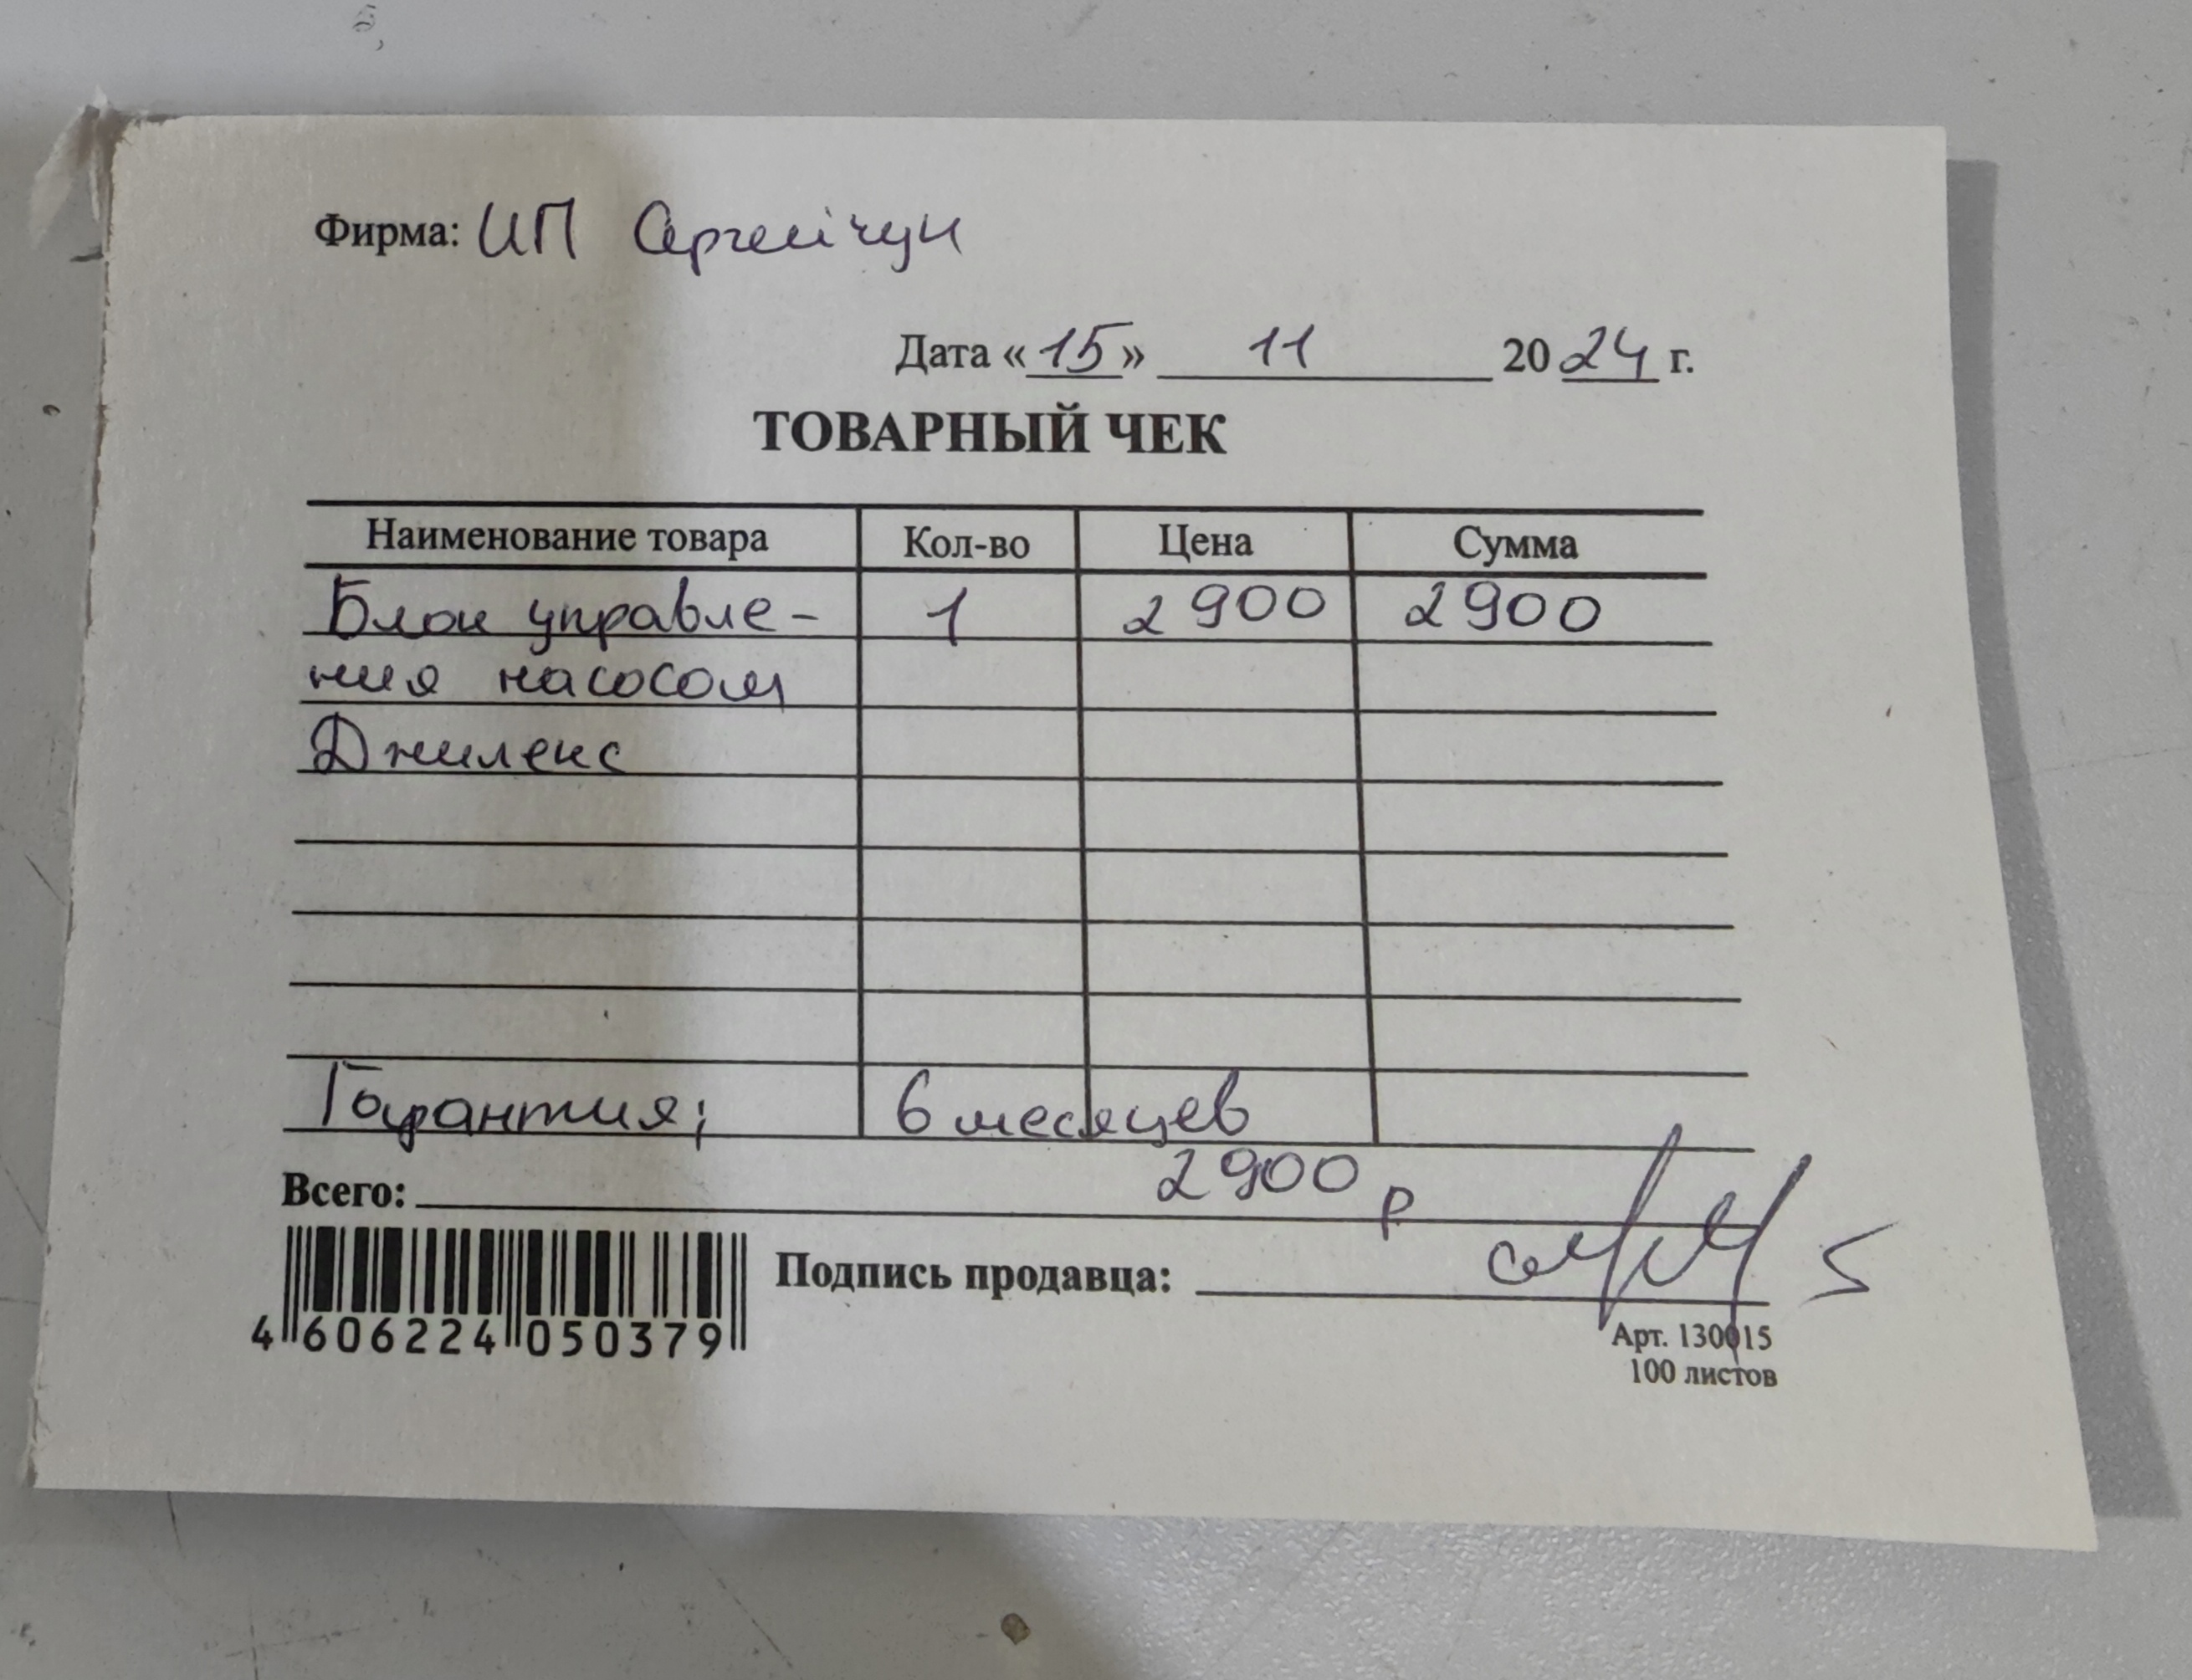 Фирма: ИП Сергейчук
Дата «15» 11 2024 г.
ТОВАРНЫЙ ЧЕК
Наименование товара Кол-во Цена Сумма
Блок управле- 1 2900 2900
ния насосом
Джилекс
Гарантия; 6 месяцев
Всего: 2900 р
Подпись продавца:
4 606224 050379
Арт. 130015
100 листов